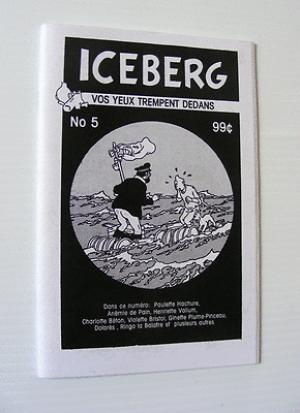 ICEBERG
VOS YEUX TREMPENT DEDANS
No 5
99¢
Dans ce numéro: Paulette Hachure,
Anémie de Pain, Henriette Valium,
Charlotte Béton, Violette Bristol, Ginette Plume-Pinceau,
Dolorès, Ringo la Balafre et plusieurs autres